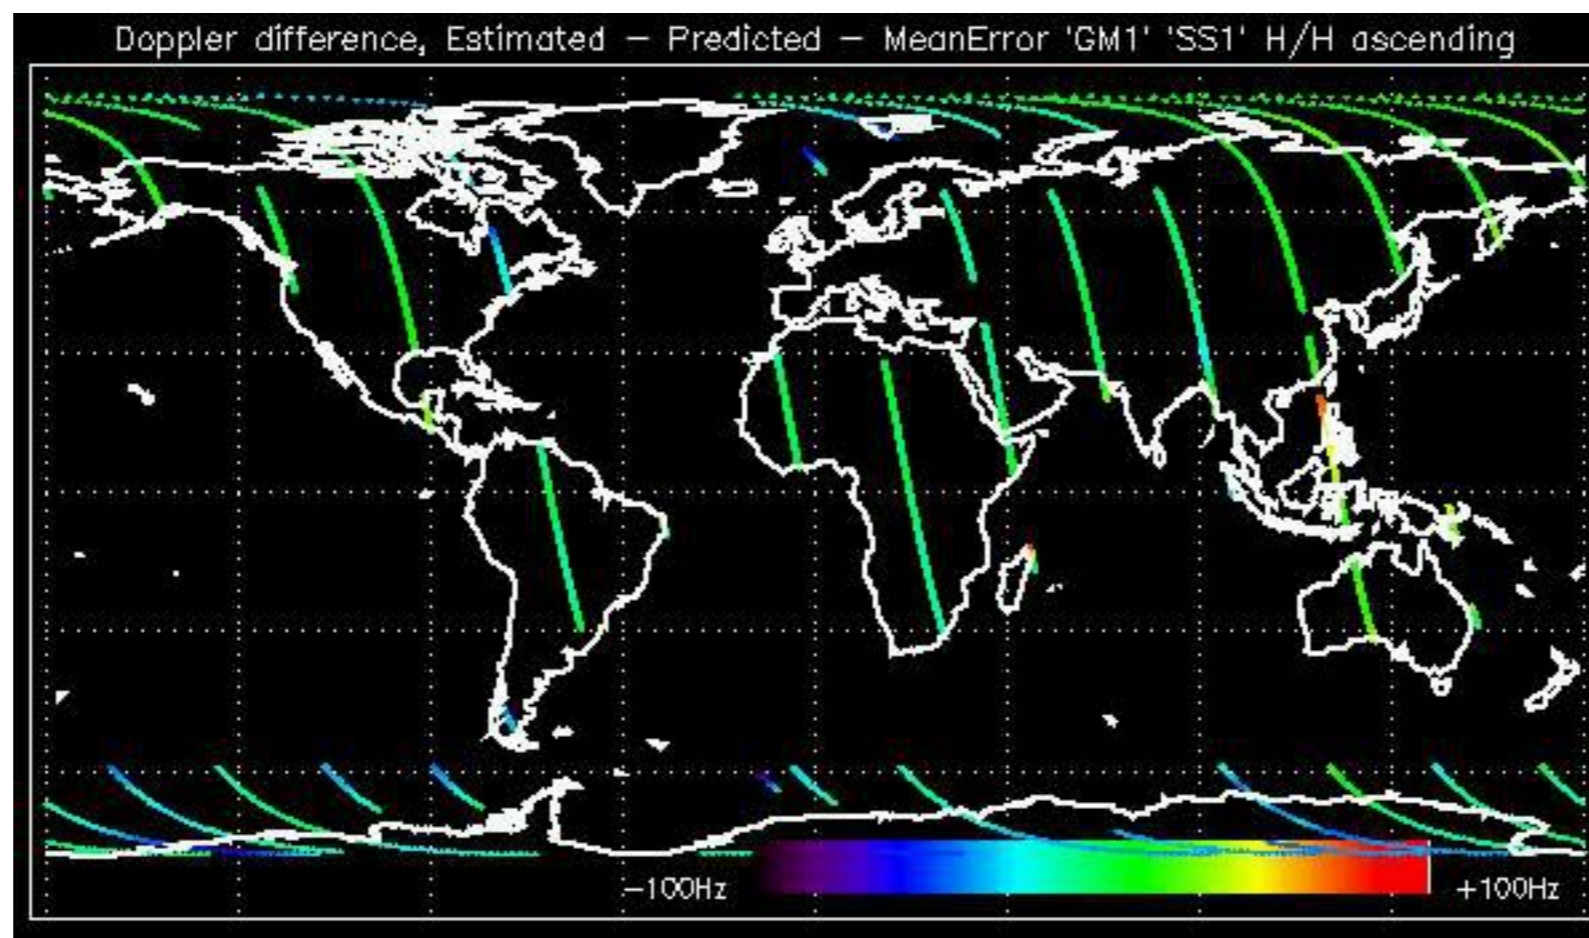 Doppler difference, Estimated – Predicted – MeanError 'GM1' 'SS1' H/H ascending
−100Hz
+100Hz